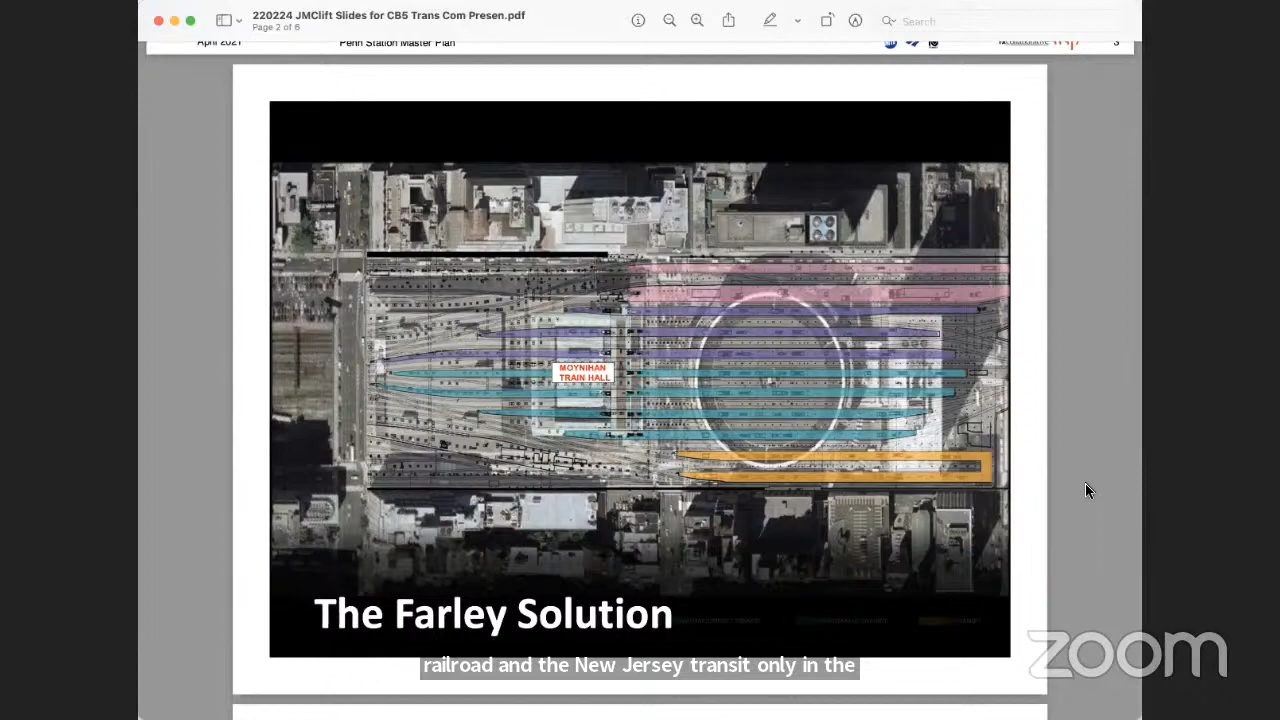 220224 JMClift Slides for CB5 Trans Com Presen.pdf
Page 2 of 6
Search
April 2021
Penn Station Master Plan
3
MOYNIHAN
TRAIN HALL
The Farley Solution
railroad and the New Jersey transit only in the
zoom